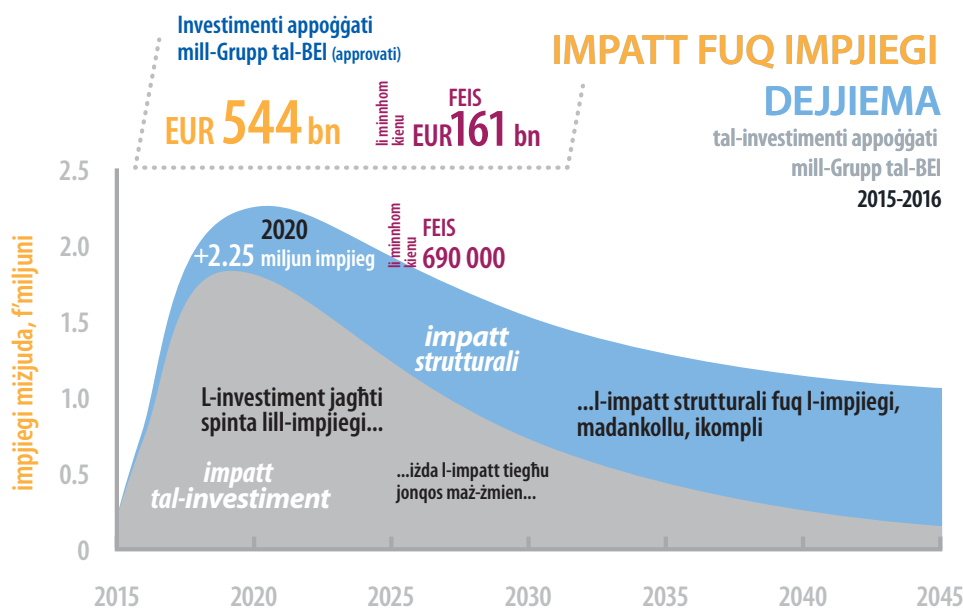 Investimenti appoġġati
mill-Grupp tal-BEI (approvati)
EUR 544 bn
li minnhom
kienu
FEIS
EUR 161 bn
IMPATT FUQ IMPJIEGI
DEJJIEMA
tal-investimenti appoġġati
mill-Grupp tal-BEI
2015-2016
impjiegi miżjuda, f'miljuni
2.5
2.0
1.5
1.0
0.5
0
2020
+2.25 miljun impjieg
li minnhom
kienu
FEIS
690 000
impatt
strutturali
L-investiment jagħti
spinta lill-impjiegi...
...l-impatt strutturali fuq l-impjiegi,
madankollu, ikompli
impatt
tal-investiment
...iżda l-impatt tiegħu
jonqos maż-żmien...
2015 2020 2025 2030 2035 2040 2045